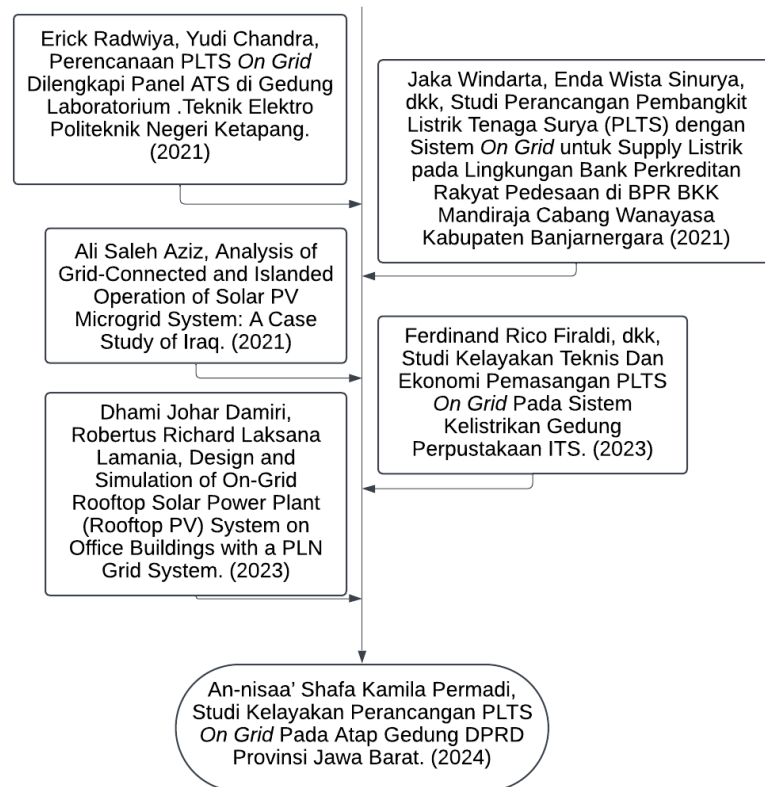 Erick Radwiya, Yudi Chandra,
Perencanaan PLTS On Grid
Dilengkapi Panel ATS di Gedung
Laboratorium .Teknik Elektro
Politeknik Negeri Ketapang.
(2021)
Jaka Windarta, Enda Wista Sinurya,
dkk, Studi Perancangan Pembangkit
Listrik Tenaga Surya (PLTS) dengan
Sistem On Grid untuk Supply Listrik
pada Lingkungan Bank Perkreditan
Rakyat Pedesaan di BPR BKK
Mandiraja Cabang Wanayasa
Kabupaten Banjarnergara (2021)
Ali Saleh Aziz, Analysis of
Grid-Connected and Islanded
Operation of Solar PV
Microgrid System: A Case
Study of Iraq. (2021)
Ferdinand Rico Firaldi, dkk,
Studi Kelayakan Teknis Dan
Ekonomi Pemasangan PLTS
On Grid Pada Sistem
Kelistrikan Gedung
Perpustakaan ITS. (2023)
Dhami Johar Damiri,
Robertus Richard Laksana
Lamania, Design and
Simulation of On-Grid
Rooftop Solar Power Plant
(Rooftop PV) System on
Office Buildings with a PLN
Grid System. (2023)
An-nisaa’ Shafa Kamila Permadi,
Studi Kelayakan Perancangan PLTS
On Grid Pada Atap Gedung DPRD
Provinsi Jawa Barat. (2024)